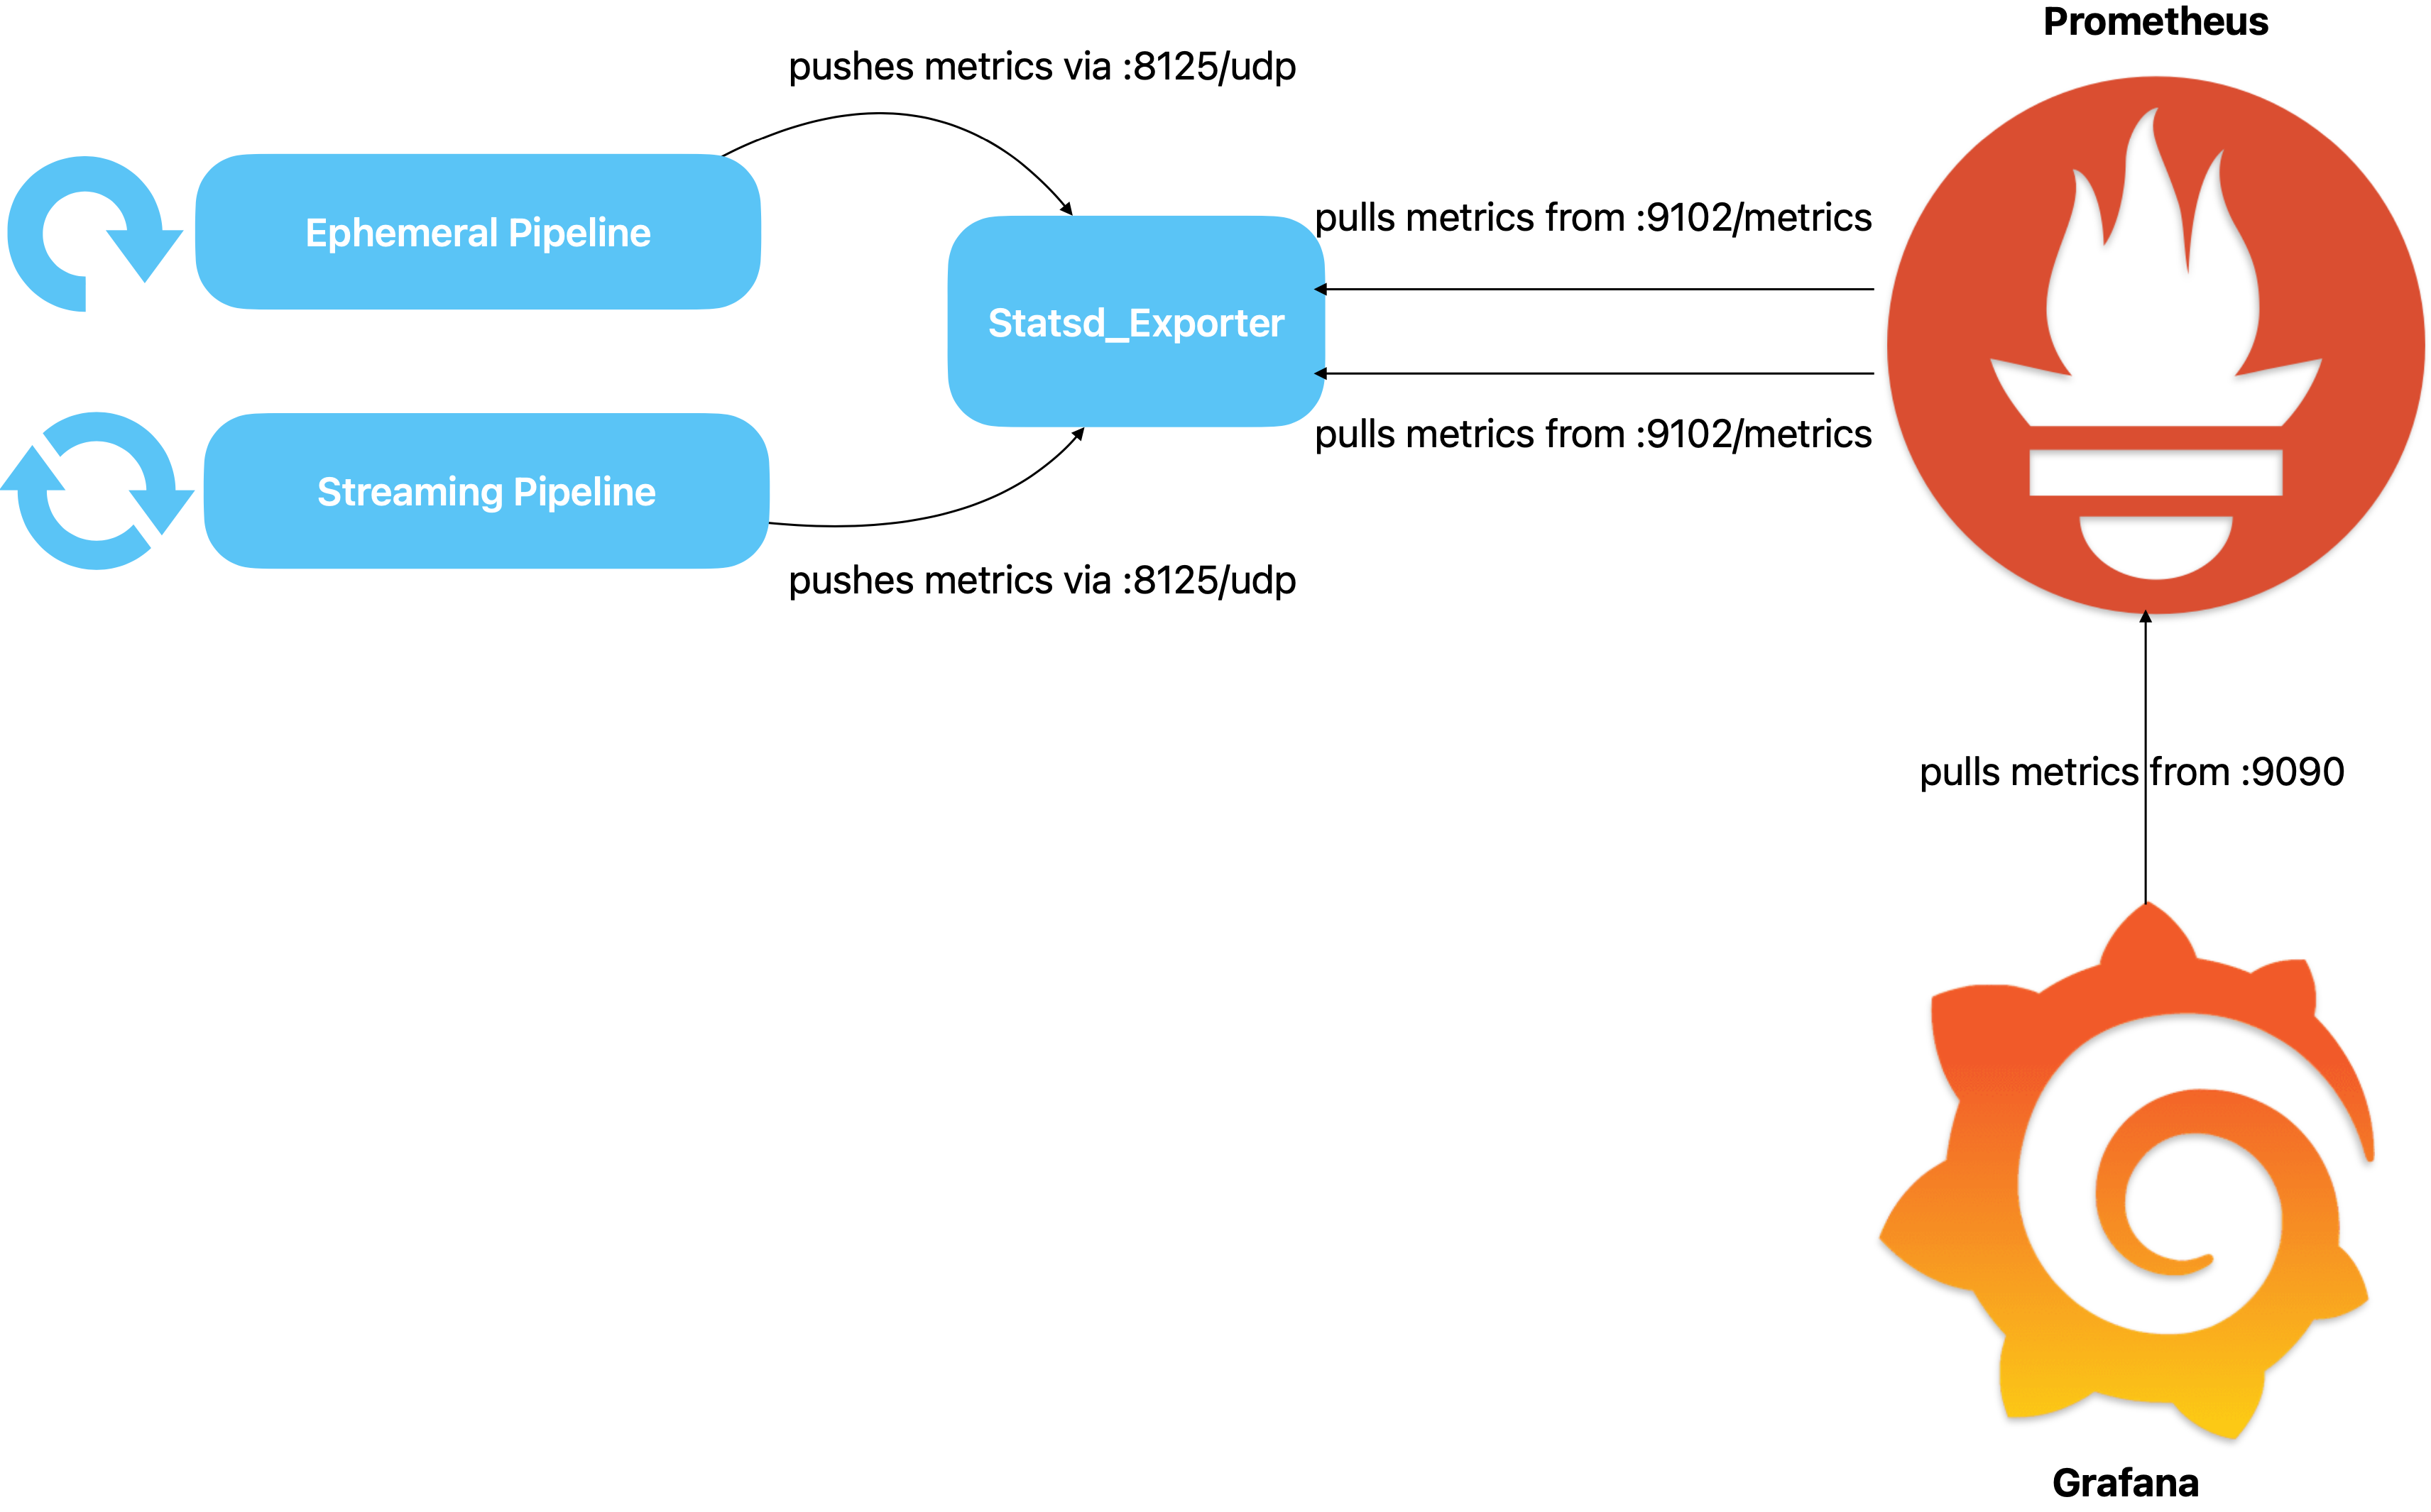 Prometheus
pushes metrics via :8125/udp
Ephemeral Pipeline
pulls metrics from :9102/metrics
Statsd_Exporter
pulls metrics from :9102/metrics
Streaming Pipeline
pushes metrics via :8125/udp
pulls metrics from :9090
Grafana